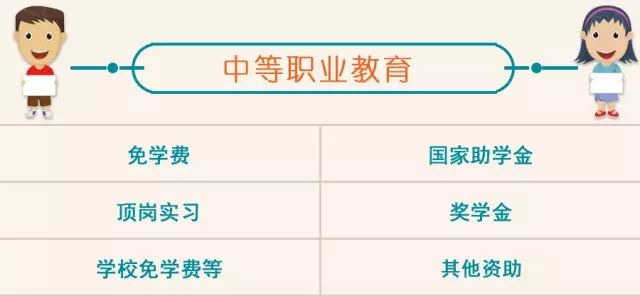 中等职业教育
免学费
国家助学金
顶岗实习
奖学金
学校免学费等
其他资助